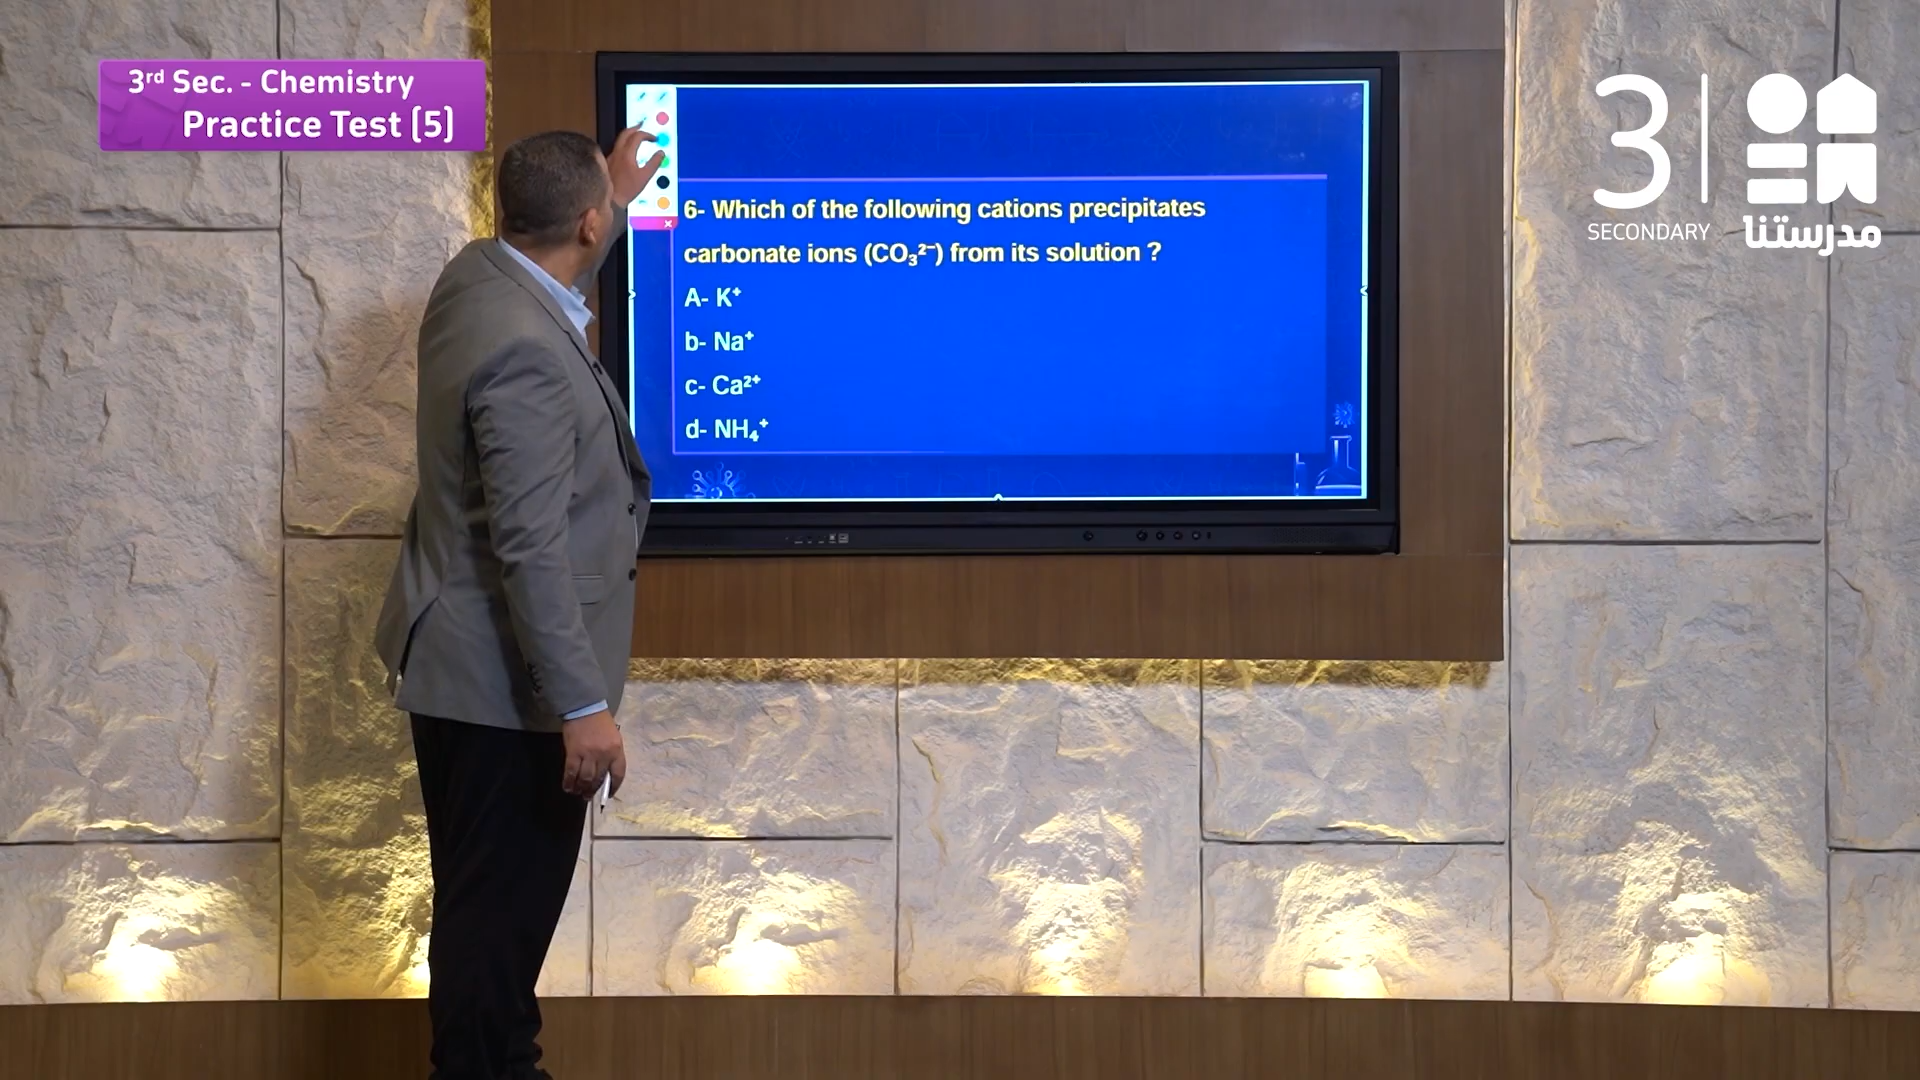 3rd Sec. - Chemistry
Practice Test (5)
3
SECONDARY
مدرستنا
6- Which of the following cations precipitates
carbonate ions (CO₃²⁻) from its solution ?
A- K⁺
b- Na⁺
c- Ca²⁺
d- NH₄⁺